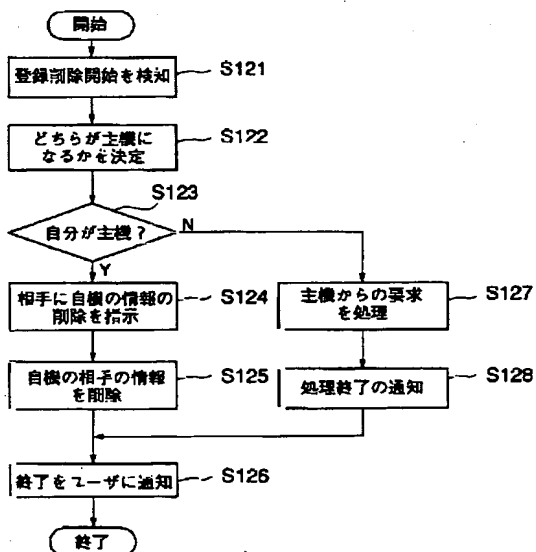 開始
登録削除開始を検知
S121
どちらが主機に
なるかを決定
S122
S123
自分が主機?
N
Y
相手に自機の情報の
削除を指示
S124
主機からの要求
を処理
S127
自機の相手の情報
を削除
S125
処理終了の通知
S128
終了をユーザに通知
S126
終了